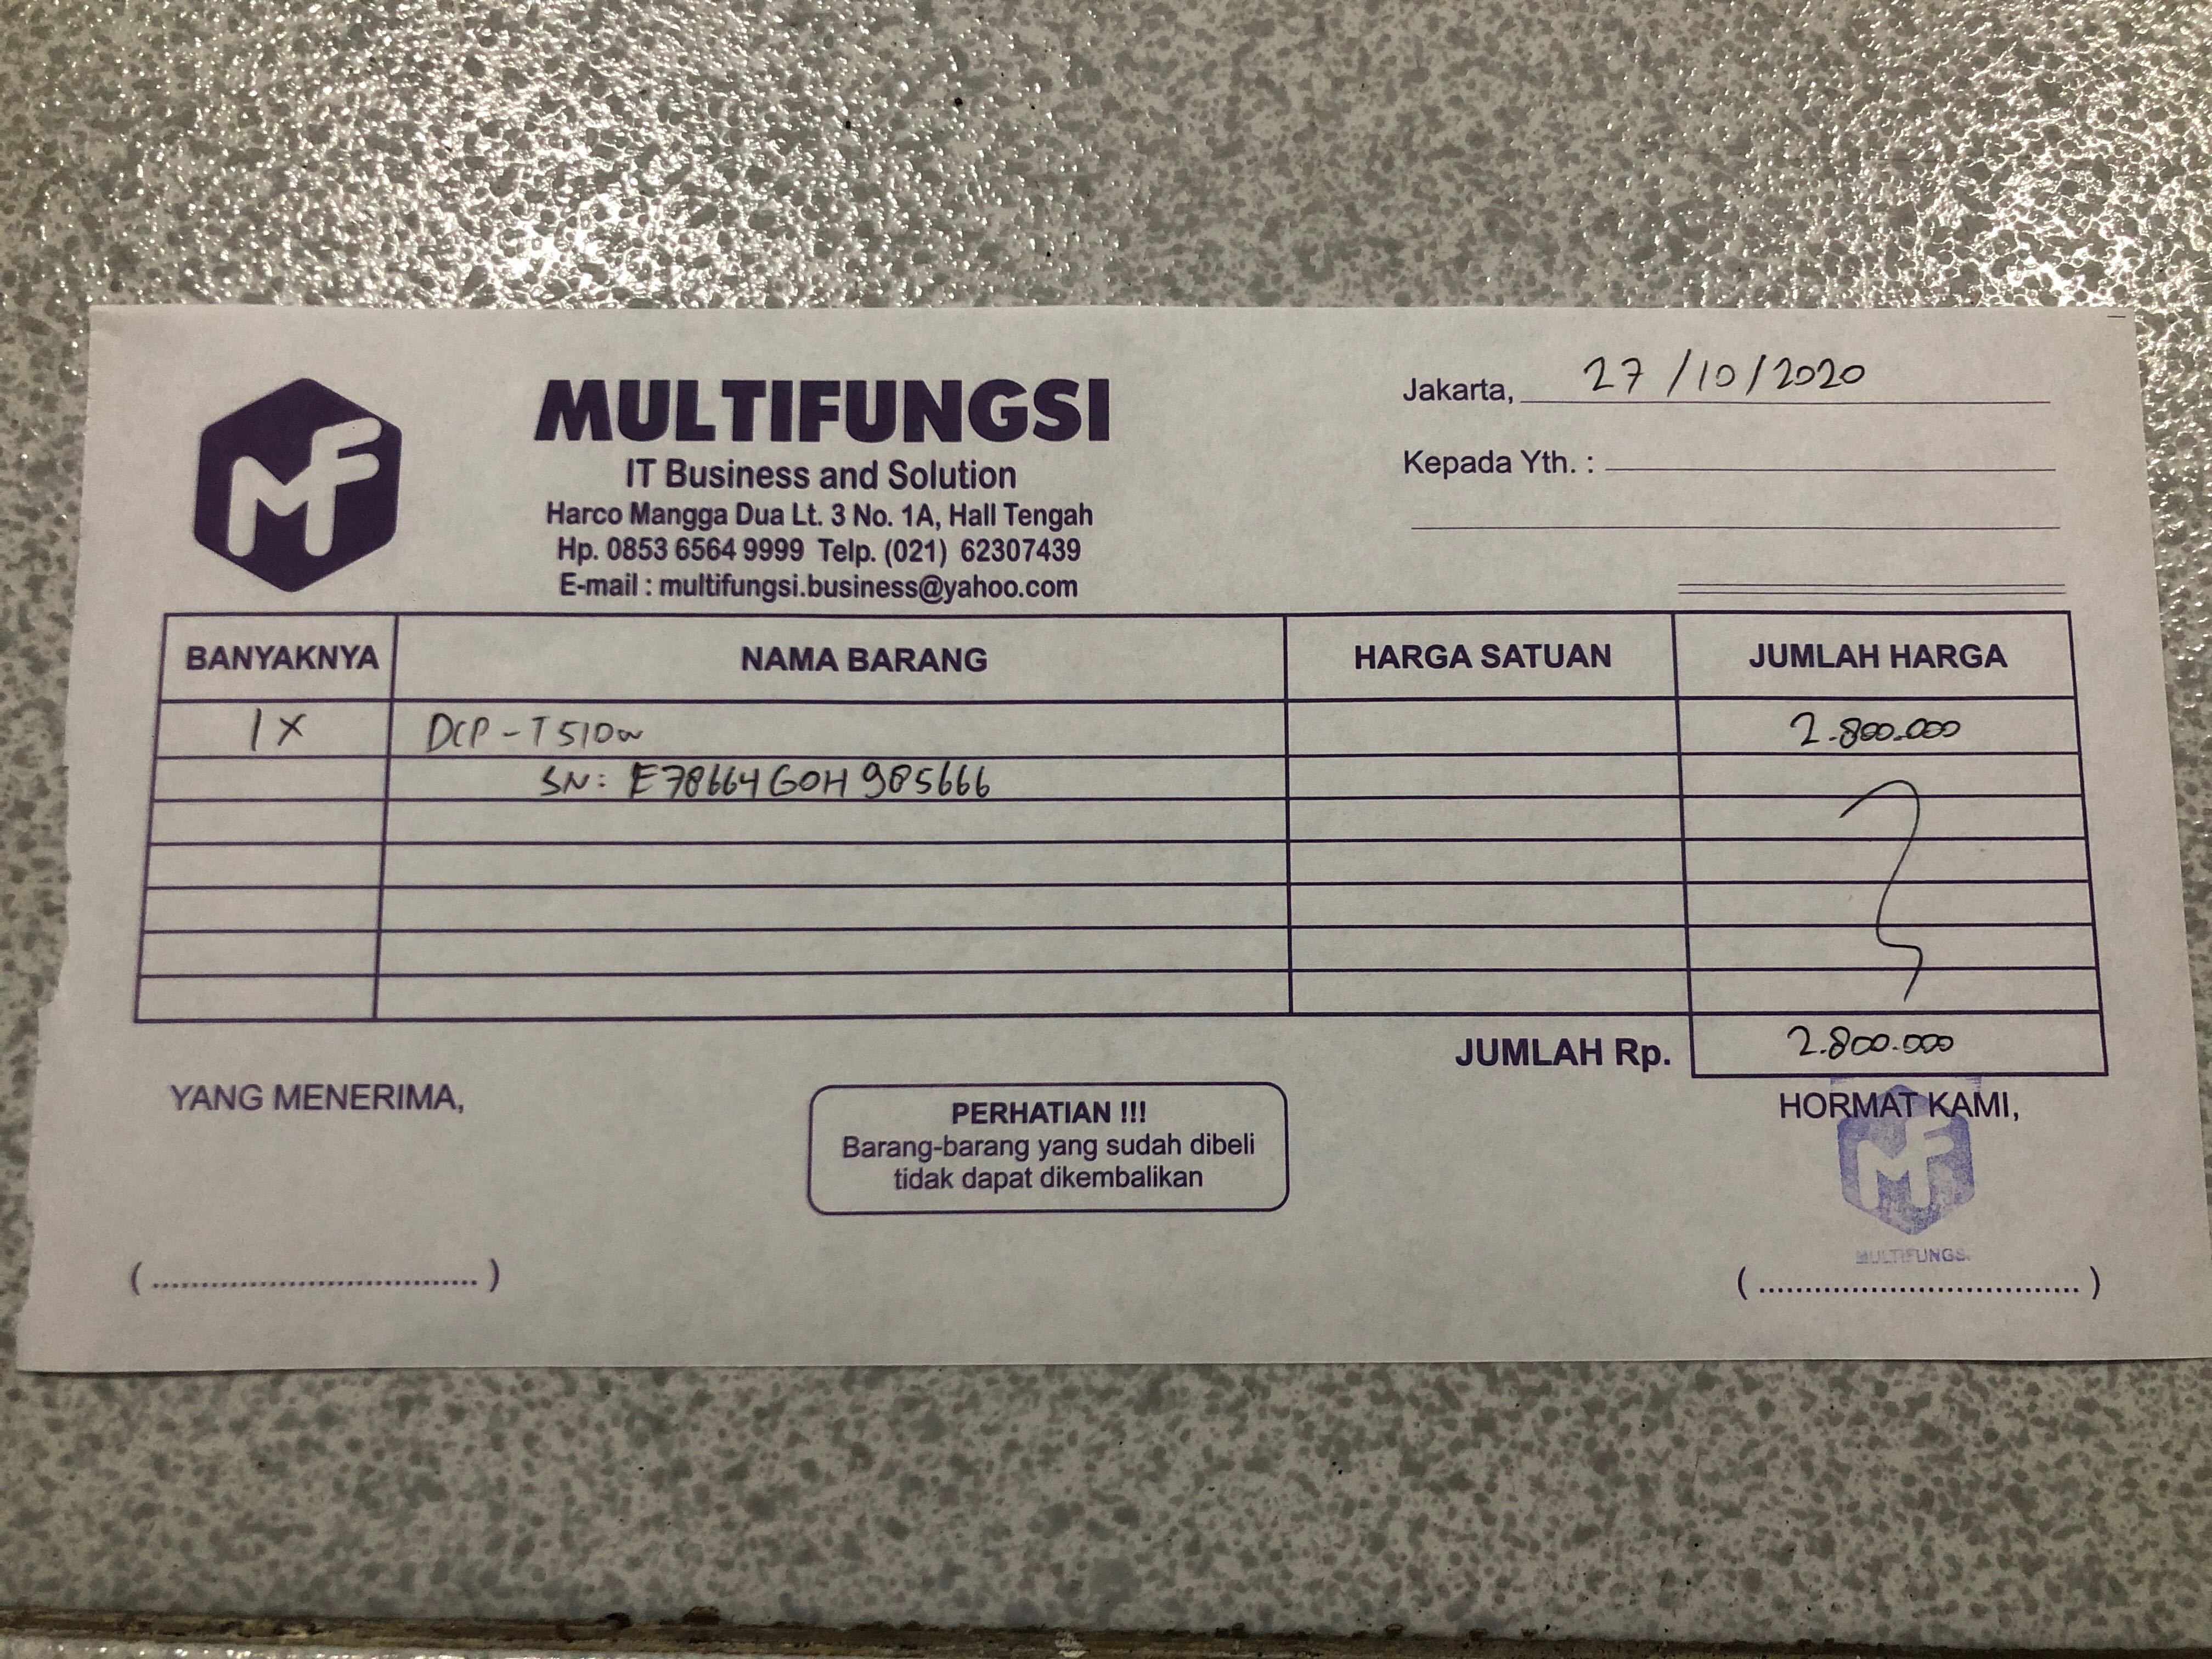 MF
MULTIFUNGSI
IT Business and Solution
Harco Mangga Dua Lt. 3 No. 1A, Hall Tengah
Hp. 0853 6564 9999 Telp. (021) 62307439
E-mail : multifungsi.business@yahoo.com
Jakarta, 27/10/2020
Kepada Yth. :
BANYAKNYA NAMA BARANG HARGA SATUAN JUMLAH HARGA
1X DCP-T510w 2.800.000
SN: E78664G0H985666
JUMLAH Rp. 2.800.000
YANG MENERIMA,
PERHATIAN !!!
Barang-barang yang sudah dibeli
tidak dapat dikembalikan
HORMAT KAMI,
MF
MULTIFUNGSI
(....................................)
(....................................)